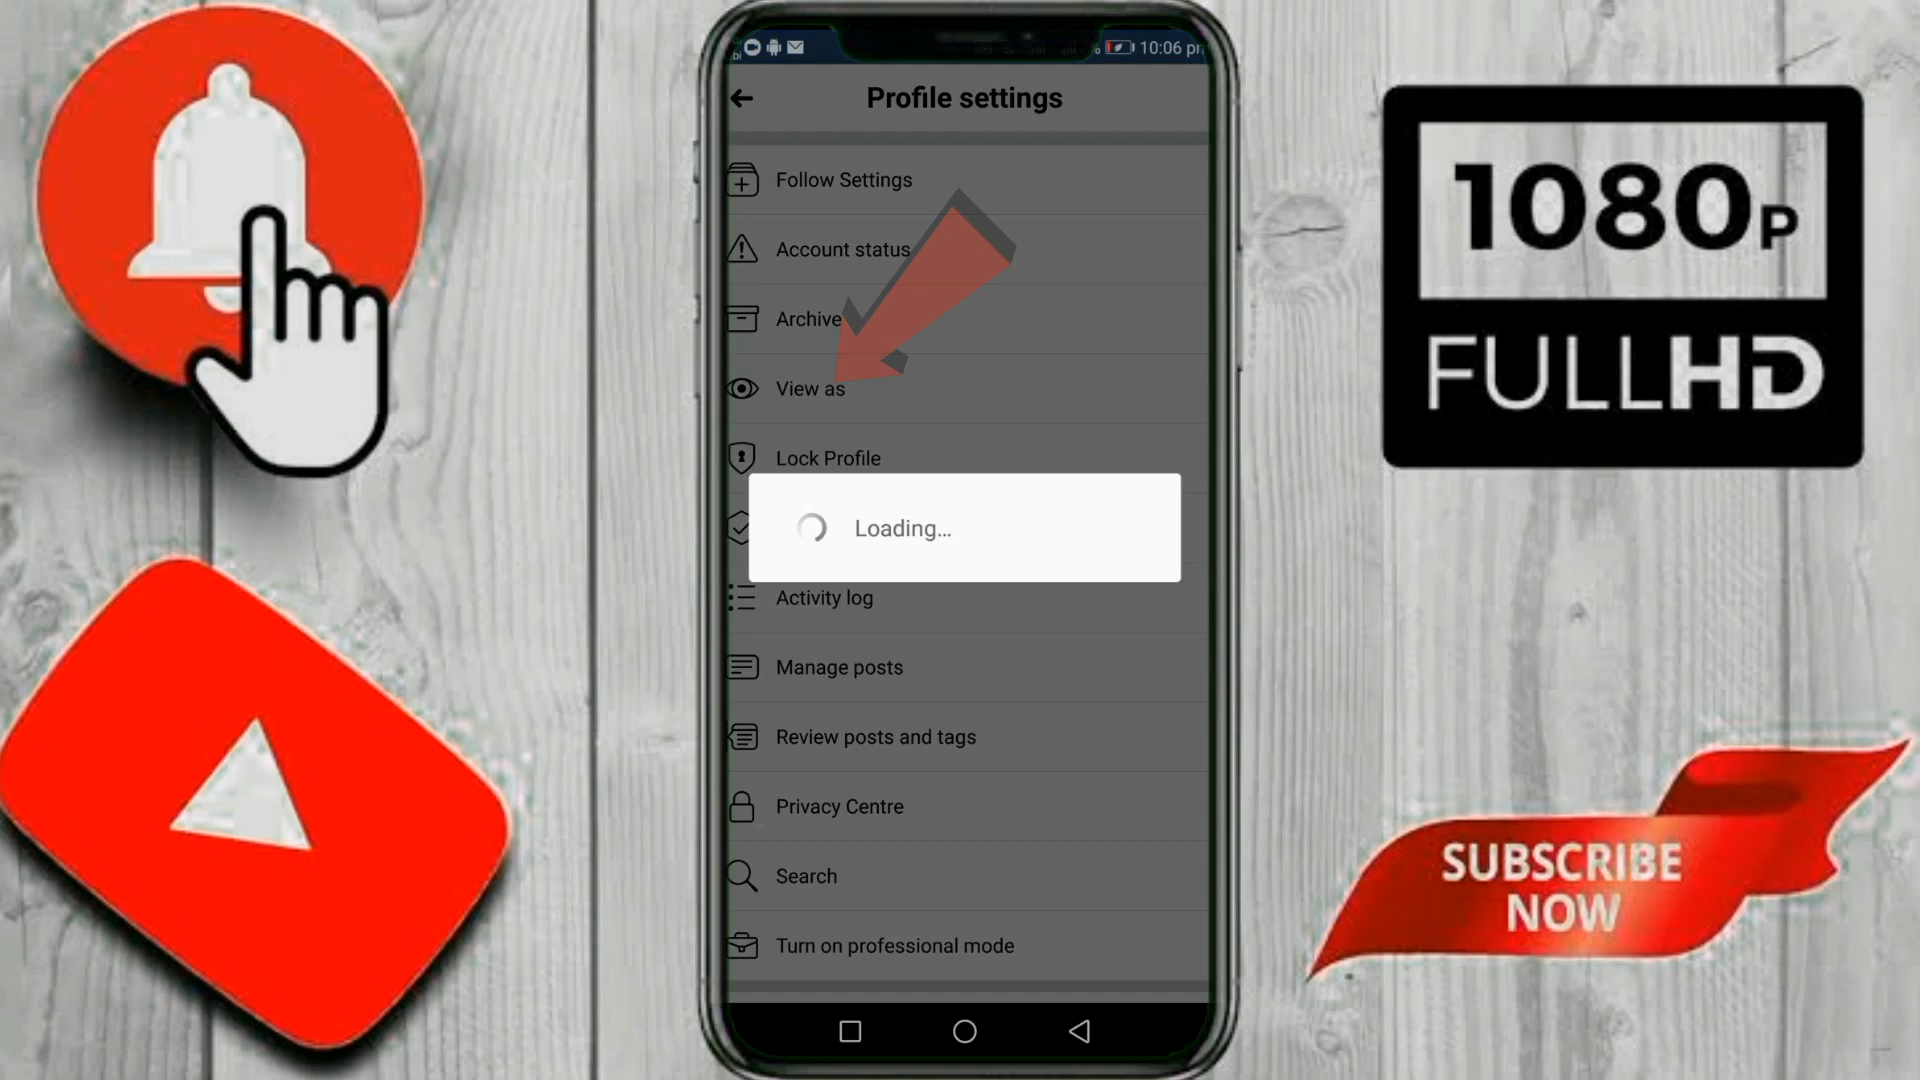 10:06 pm
Profile settings
Follow Settings
Account status
Archive
View as
Lock Profile
Loading...
Activity log
Manage posts
Review posts and tags
Privacy Centre
Search
Turn on professional mode
1080P
FULLHD
SUBSCRIBE
NOW